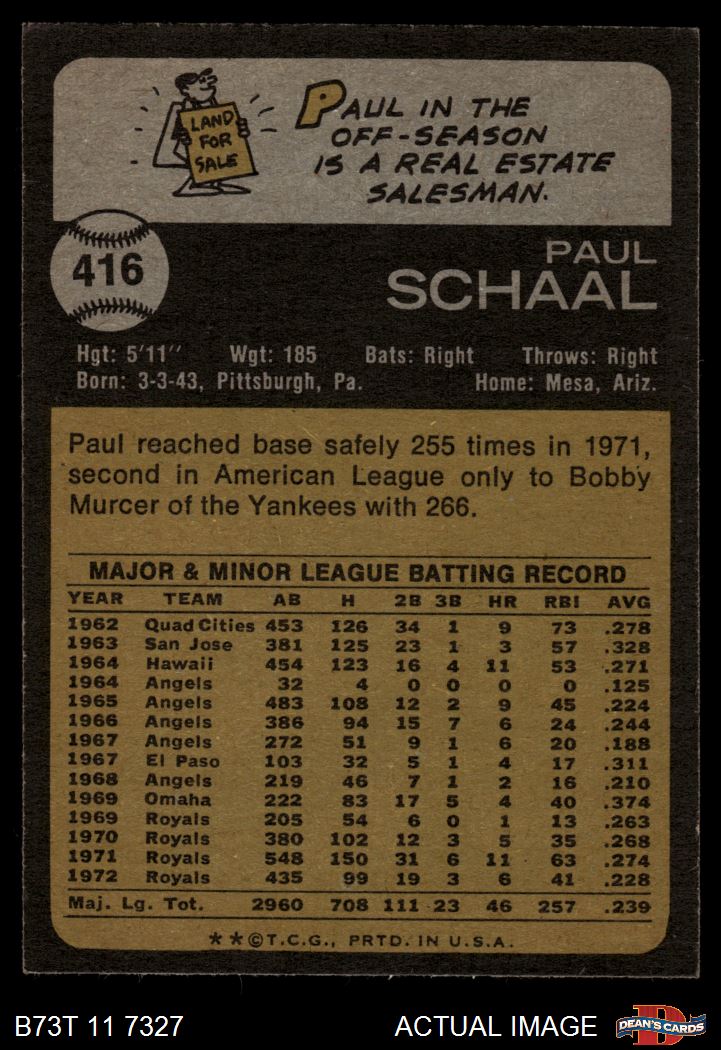 LAND
FOR
SALE
PAUL IN THE
OFF-SEASON
IS A REAL ESTATE
SALESMAN.
416
PAUL
SCHAAL
Hgt: 5'11" Wgt: 185 Bats: Right Throws: Right
Born: 3-3-43, Pittsburgh, Pa. Home: Mesa, Ariz.
Paul reached base safely 255 times in 1971,
second in American League only to Bobby
Murcer of the Yankees with 266.
MAJOR & MINOR LEAGUE BATTING RECORD
YEAR TEAM AB H 2B 3B HR RBI AVG
1962 Quad Cities 453 126 34 1 9 73 .278
1963 San Jose 381 125 23 1 3 57 .328
1964 Hawaii 454 123 16 4 11 53 .271
1964 Angels 32 4 0 0 0 0 .125
1965 Angels 483 108 12 2 9 45 .224
1966 Angels 386 94 15 7 6 24 .244
1967 Angels 272 51 9 1 6 20 .188
1967 El Paso 103 32 5 1 4 17 .311
1968 Angels 219 46 7 1 2 16 .210
1969 Omaha 222 83 17 5 4 40 .374
1969 Royals 205 54 6 0 1 13 .263
1970 Royals 380 102 12 3 5 35 .268
1971 Royals 548 150 31 6 11 63 .274
1972 Royals 435 99 19 3 6 41 .228
Maj. Lg. Tot. 2960 708 111 23 46 257 .239
**©T.C.G., PRTD. IN U.S.A.
B73T 11 7327 ACTUAL IMAGE
D
DEAN'S CARDS